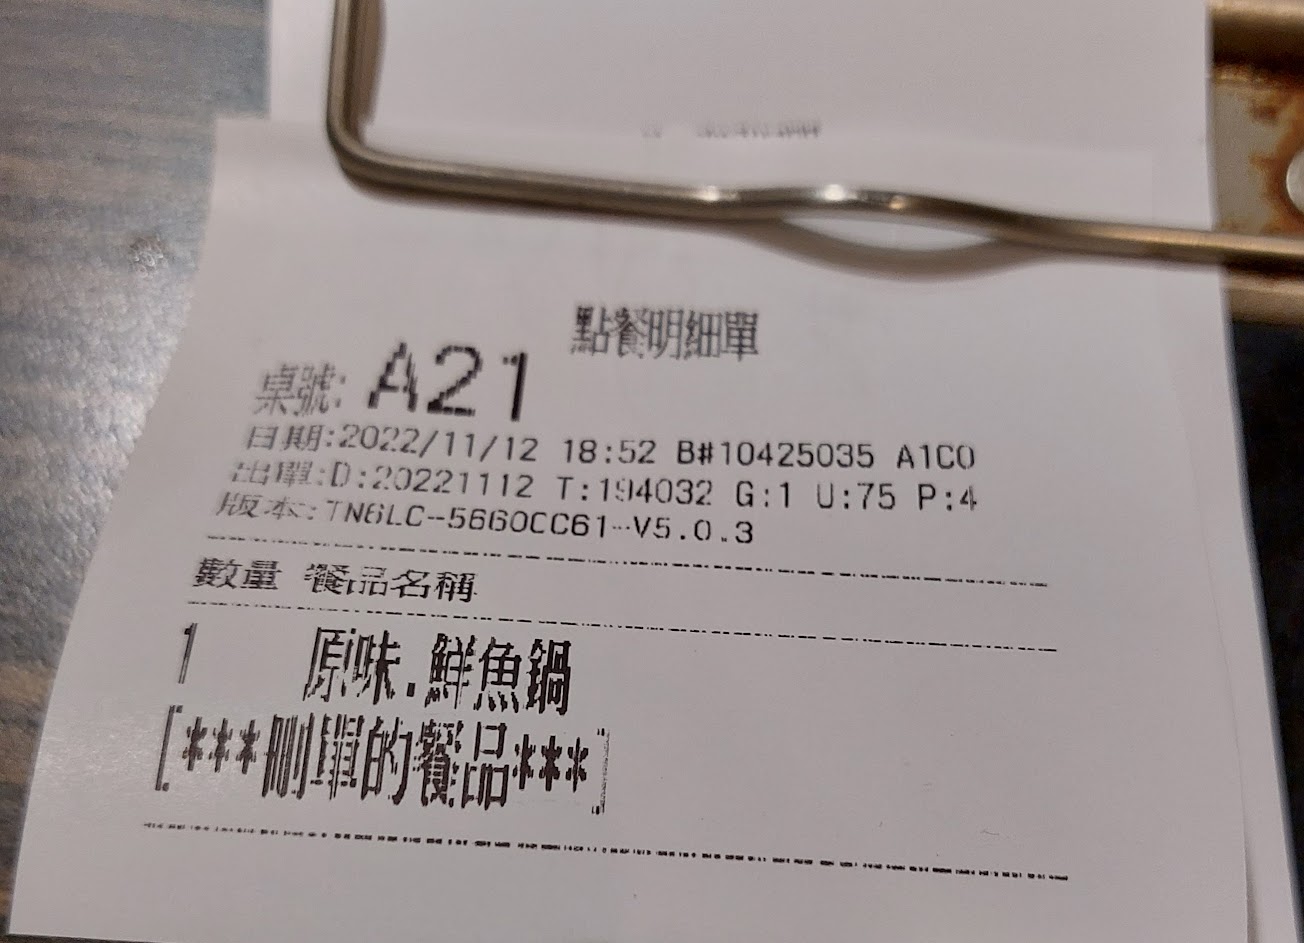 點餐明細單
桌號: A21
日期:2022/11/12 18:52 B#10425035 A1C0
出單:D:20221112 T:194032 G:1 U:75 P:4
版本:TN6LC-5660CC61-V5.0.3
數量 餐品名稱
1 原味.鮮魚鍋
[***刪單的餐品***]